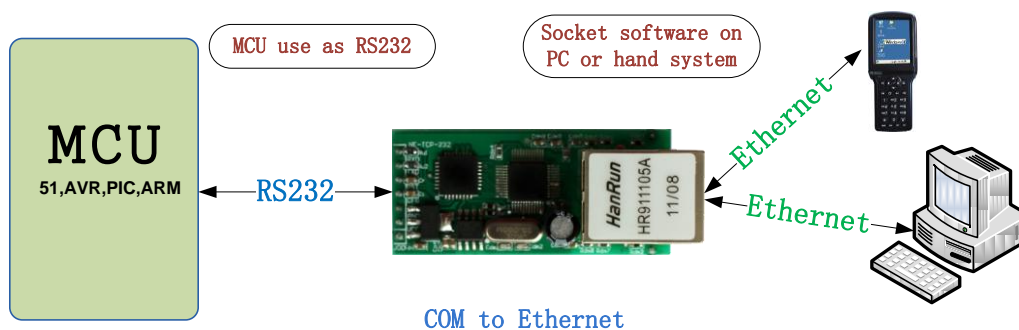 MCU use as RS232
Socket software on
PC or hand system
MCU
51,AVR,PIC,ARM
RS232
HanRun
HR911105A
11/08
Ethernet
Ethernet
COM to Ethernet